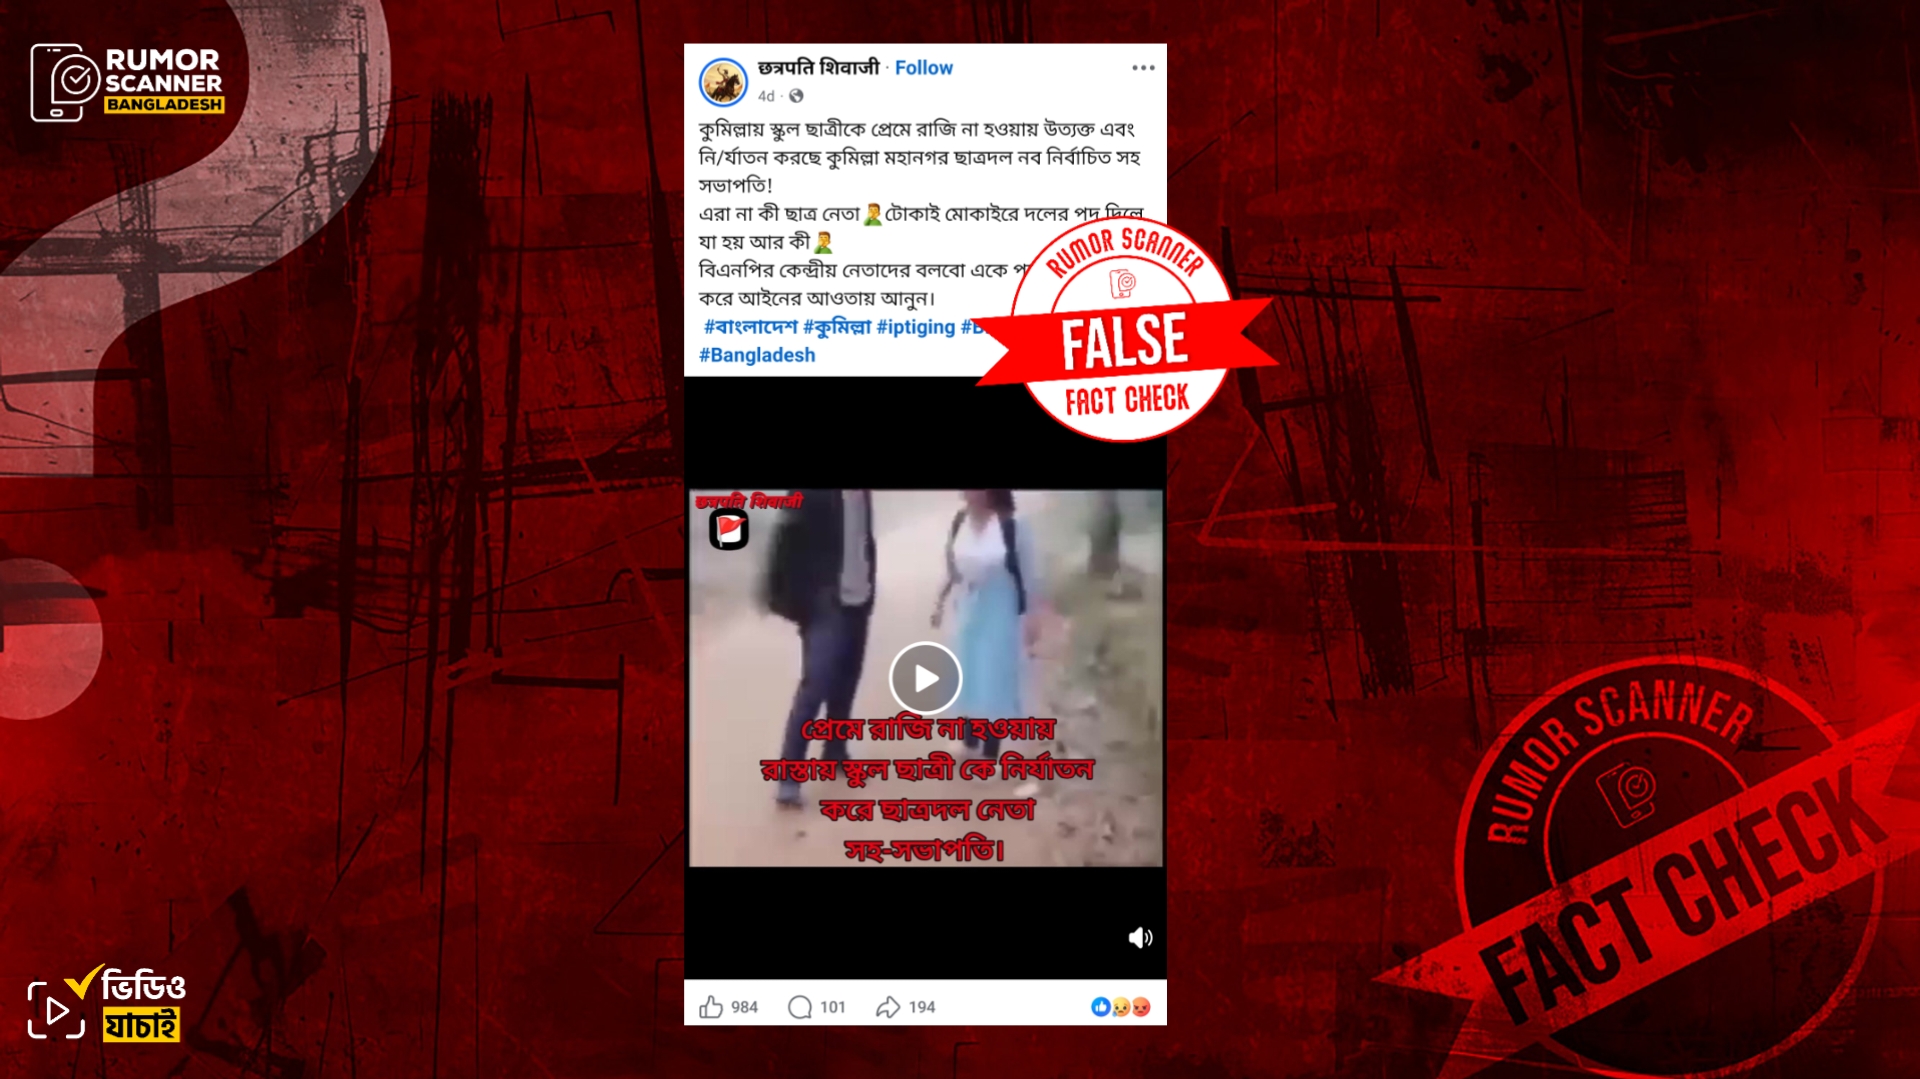 RUMOR
SCANNER
BANGLADESH
ছত্রপতি শিবাজী · Follow
4d ·
কুমিল্লায় স্কুল ছাত্রীকে প্রেমে রাজি না হওয়ায় উত্যক্ত এবং
নি/র্যাতন করছে কুমিল্লা মহানগর ছাত্রদল নব নির্বাচিত সহ
সভাপতি!
এরা না কী ছাত্র নেতা🤦টোকাই মোকাইরে দলের পদ দিলে
যা হয় আর কী🤦
বিএনপির কেন্দ্রীয় নেতাদের বলবো একে
করে আইনের আওতায় আনুন।
#বাংলাদেশ #কুমিল্লা #iptiging
#Bangladesh
RUMOR SCANNER
FALSE
FACT CHECK
ছত্রপতি শিবাজী
প্রেমে রাজি না হওয়ায়
রাস্তায় স্কুল ছাত্রী কে নির্যাতন
করে ছাত্রদল নেতা
সহ-সভাপতি।
984 101 194
RUMOR SCANNER
FACT CHECK
ভিডিও
যাচাই